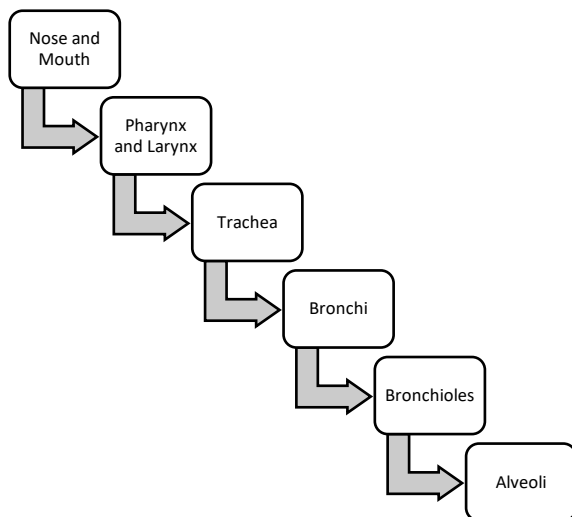 Nose and
Mouth
Pharynx
and Larynx
Trachea
Bronchi
Bronchioles
Alveoli